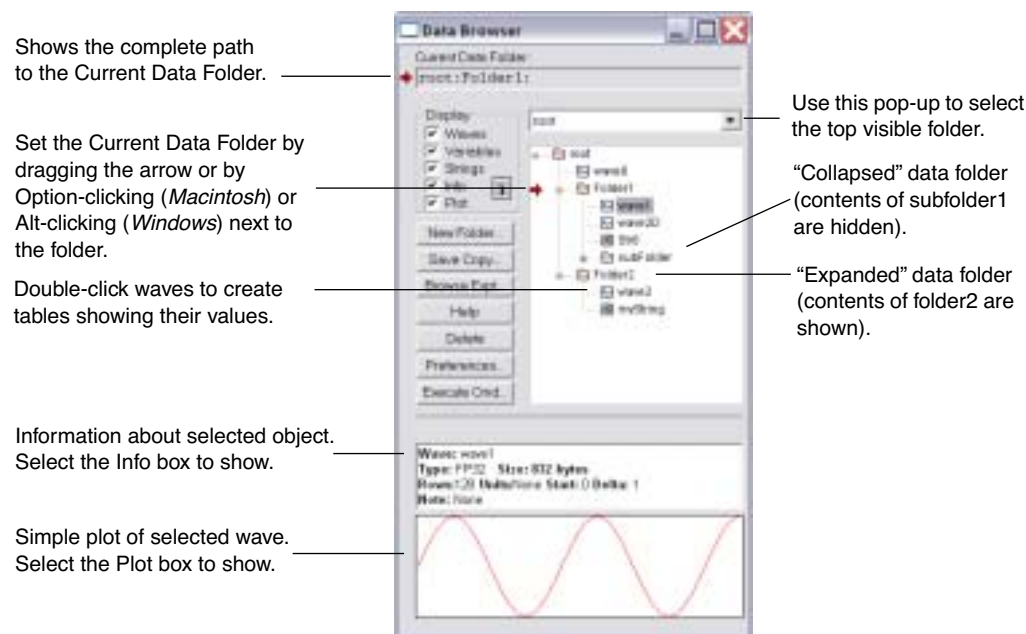 Shows the complete path
to the Current Data Folder.
Set the Current Data Folder by
dragging the arrow or by
Option-clicking (Macintosh) or
Alt-clicking (Windows) next to
the folder.
Double-click waves to create
tables showing their values.
Information about selected object.
Select the Info box to show.
Simple plot of selected wave.
Select the Plot box to show.
Data Browser
Current Data Folder
root:Folder1:
Display
Waves
Variables
Strings
Info
Plot
New Folder...
Save Copy...
Browse Expt...
Help
Delete
Preferences...
Execute Cmd...
root
root
Folder1
wave1
wave2D
subFolder
Folder2
wave2
myString
Wave: wave1
Type: FP32 Size: 832 bytes
Rows: 128 Units: None Start: 0 Delta: 1
Note: None
Use this pop-up to select
the top visible folder.
“Collapsed” data folder
(contents of subfolder1
are hidden).
“Expanded” data folder
(contents of folder2 are
shown).